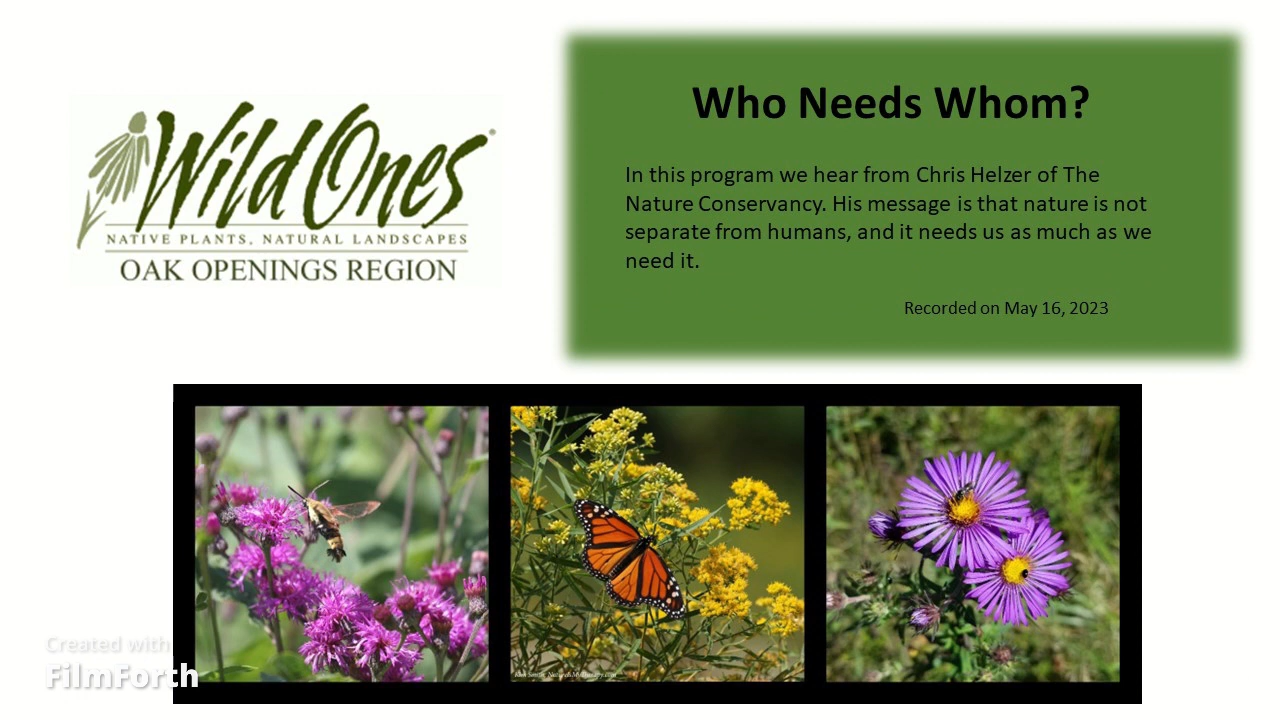 Wild Ones
NATIVE PLANTS, NATURAL LANDSCAPES
OAK OPENINGS REGION
Who Needs Whom?
In this program we hear from Chris Helzer of The
Nature Conservancy. His message is that nature is not
separate from humans, and it needs us as much as we
need it.
Recorded on May 16, 2023
Created with
FilmForth